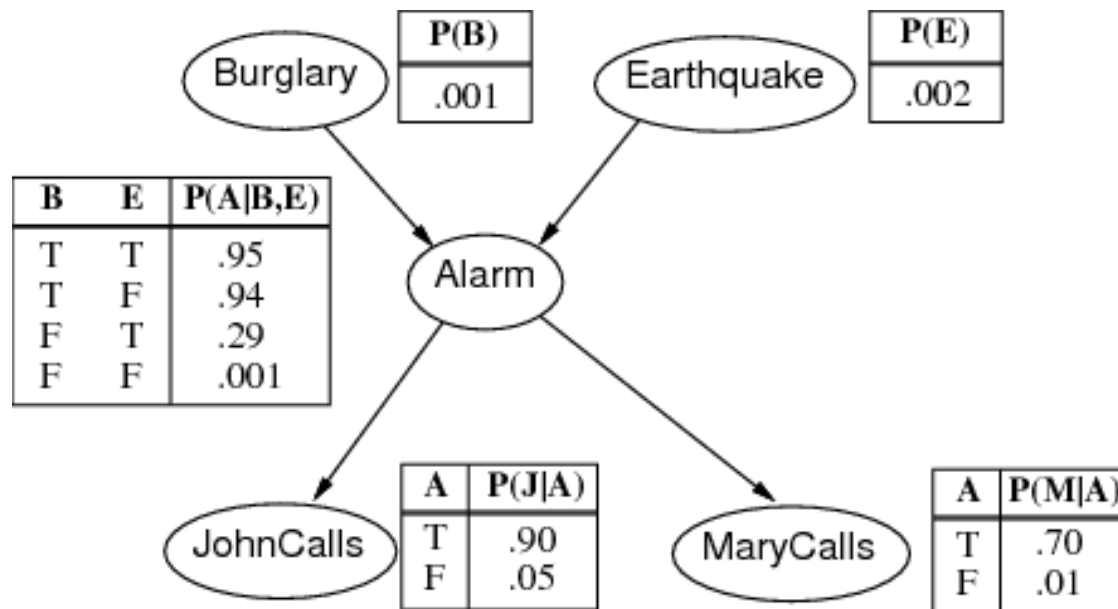 Burglary
P(B)
.001
Earthquake
P(E)
.002
B E P(A|B,E)
T T .95
T F .94
F T .29
F F .001
Alarm
JohnCalls
A P(J|A)
T .90
F .05
MaryCalls
A P(M|A)
T .70
F .01